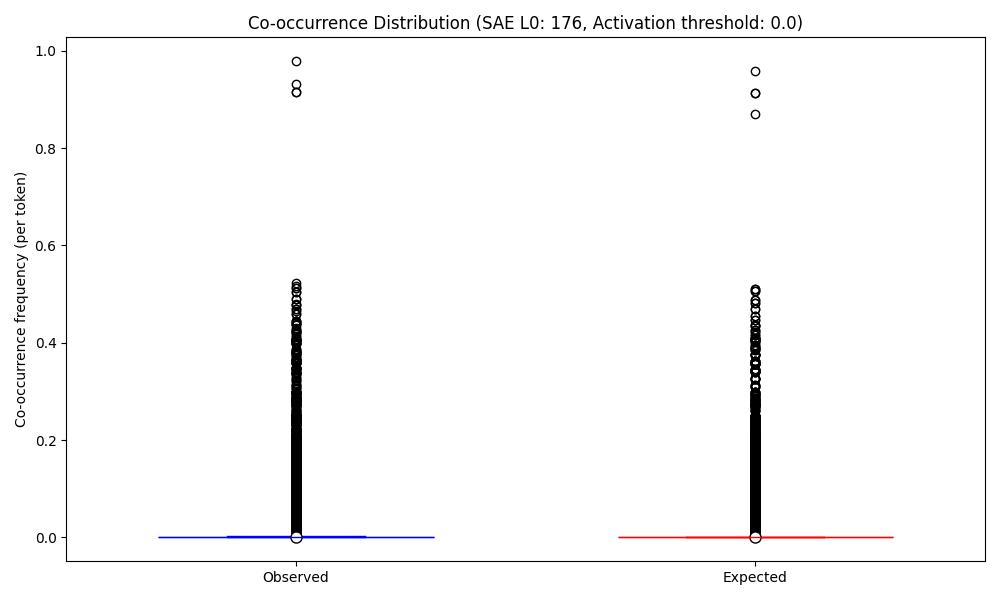 Co-occurrence Distribution (SAE L0: 176, Activation threshold: 0.0)
Co-occurrence frequency (per token)
1.0
0.8
0.6
0.4
0.2
0.0
Observed
Expected